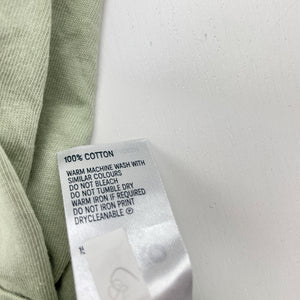 100% COTTON
WARM MACHINE WASH WITH
SIMILAR COLOURS
DO NOT BLEACH
DO NOT TUMBLE DRY
WARM IRON IF REQUIRED
DO NOT IRON PRINT
DRYCLEANABLE Ⓟ